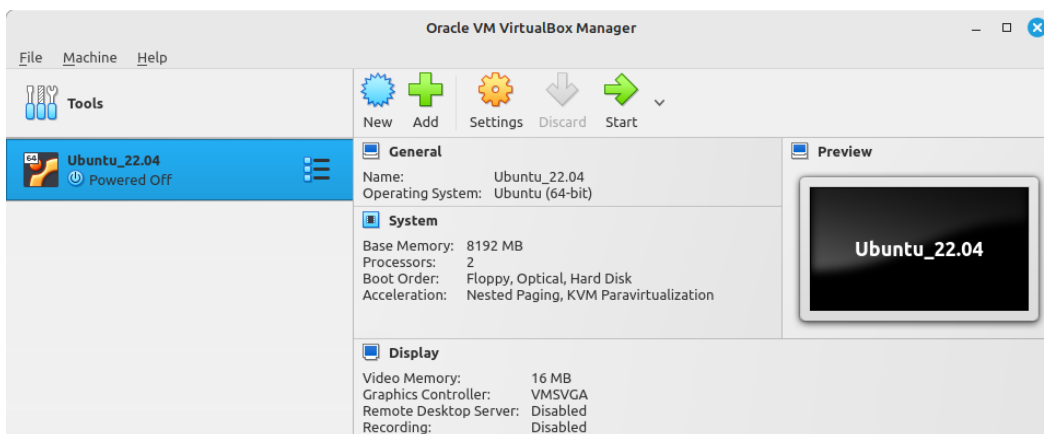 Oracle VM VirtualBox Manager
File Machine Help
Tools
New Add Settings Discard Start
64
Ubuntu_22.04
Powered Off
General
Name: Ubuntu_22.04
Operating System: Ubuntu (64-bit)
System
Base Memory: 8192 MB
Processors: 2
Boot Order: Floppy, Optical, Hard Disk
Acceleration: Nested Paging, KVM Paravirtualization
Preview
Ubuntu_22.04
Display
Video Memory: 16 MB
Graphics Controller: VMSVGA
Remote Desktop Server: Disabled
Recording: Disabled